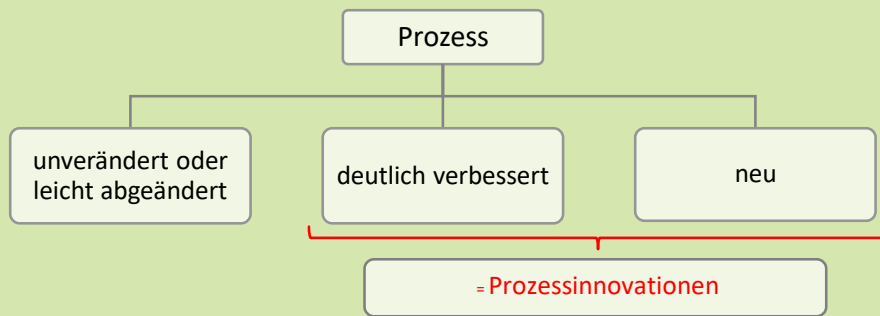 Prozess
unverändert oder
leicht abgeändert
deutlich verbessert
neu
= Prozessinnovationen